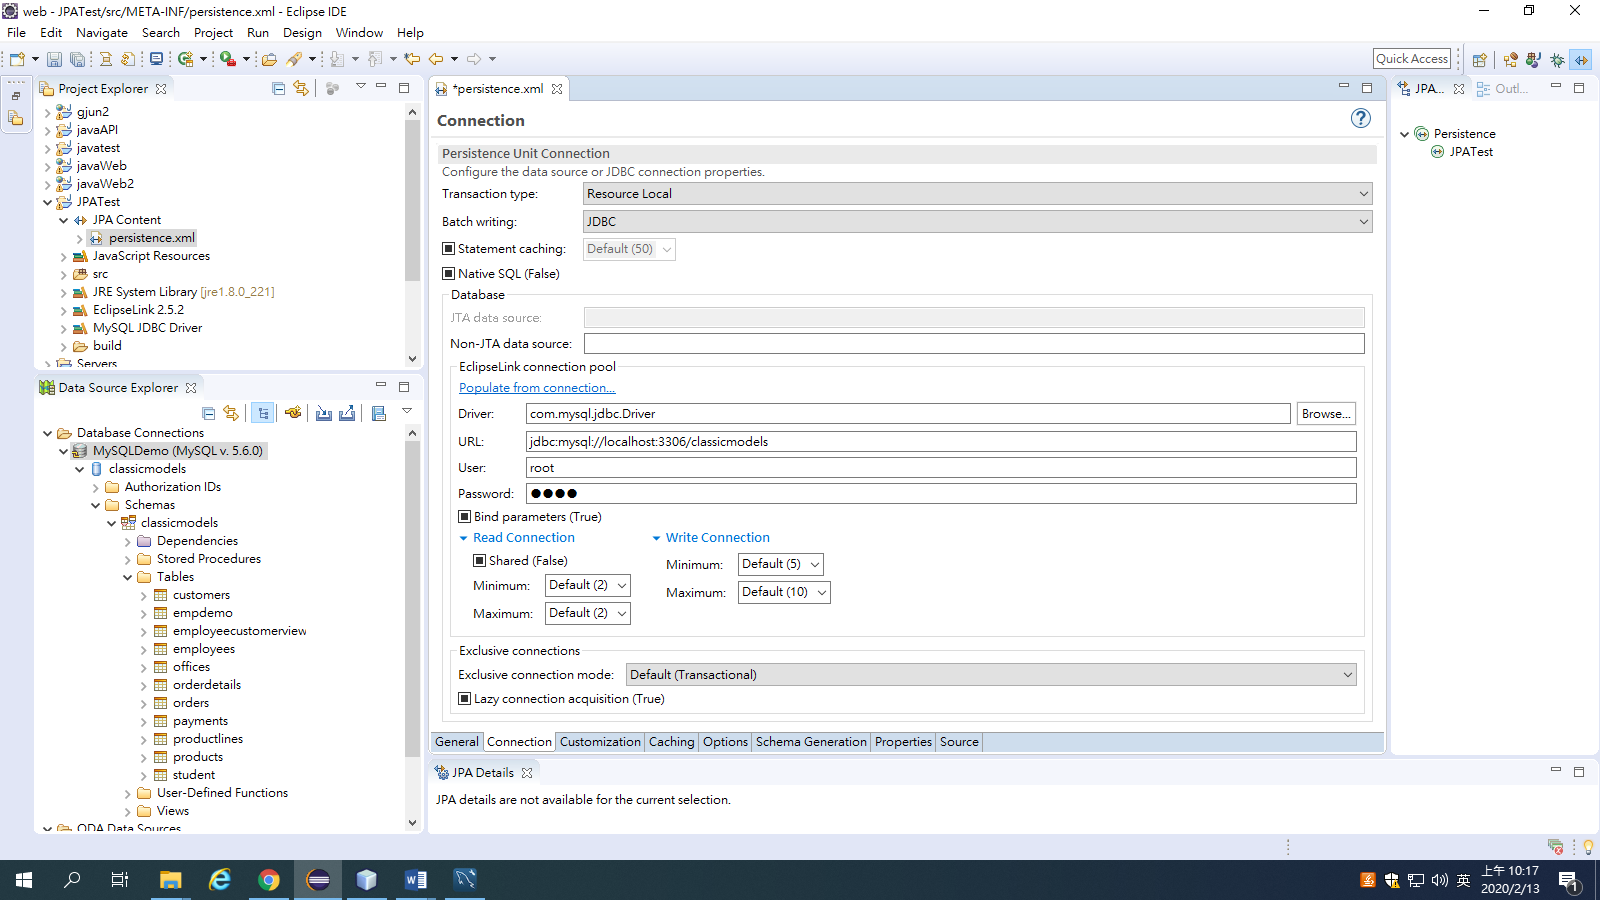 web - JPATest/src/META-INF/persistence.xml - Eclipse IDE
File Edit Navigate Search Project Run Design Window Help
Quick Access
Project Explorer
gjun2
javaAPI
javatest
javaWeb
javaWeb2
JPATest
JPA Content
persistence.xml
JavaScript Resources
src
JRE System Library [jre1.8.0_221]
EclipseLink 2.5.2
MySQL JDBC Driver
build
Servers
Data Source Explorer
Database Connections
MySQLDemo (MySQL v. 5.6.0)
classicmodels
Authorization IDs
Schemas
classicmodels
Dependencies
Stored Procedures
Tables
customers
empdemo
employeecustomerview
employees
offices
orderdetails
orders
payments
productlines
products
student
User-Defined Functions
Views
ODA Data Sources
*persistence.xml
Connection
Persistence Unit Connection
Configure the data source or JDBC connection properties.
Transaction type: Resource Local
Batch writing: JDBC
Statement caching: Default (50)
Native SQL (False)
Database
JTA data source:
Non-JTA data source:
EclipseLink connection pool
Populate from connection...
Driver: com.mysql.jdbc.Driver Browse...
URL: jdbc:mysql://localhost:3306/classicmodels
User: root
Password: ●●●●
Bind parameters (True)
Read Connection
Shared (False)
Minimum: Default (2)
Maximum: Default (2)
Write Connection
Minimum: Default (5)
Maximum: Default (10)
Exclusive connections
Exclusive connection mode: Default (Transactional)
Lazy connection acquisition (True)
General Connection Customization Caching Options Schema Generation Properties Source
JPA Details
JPA details are not available for the current selection.
JPA... Outl...
Persistence
JPATest
英
上午 10:17
2020/2/13
1